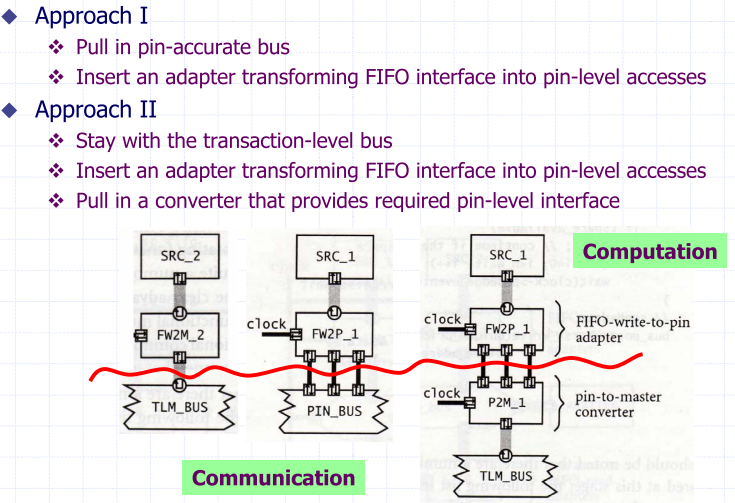 Approach I
Pull in pin-accurate bus
Insert an adapter transforming FIFO interface into pin-level accesses
Approach II
Stay with the transaction-level bus
Insert an adapter transforming FIFO interface into pin-level accesses
Pull in a converter that provides required pin-level interface
SRC_2
SRC_1
SRC_1
Computation
clock
clock
FW2M_2
FW2P_1
FW2P_1
FIFO-write-to-pin
adapter
clock
TLM_BUS
PIN_BUS
P2M_1
pin-to-master
converter
Communication
TLM_BUS